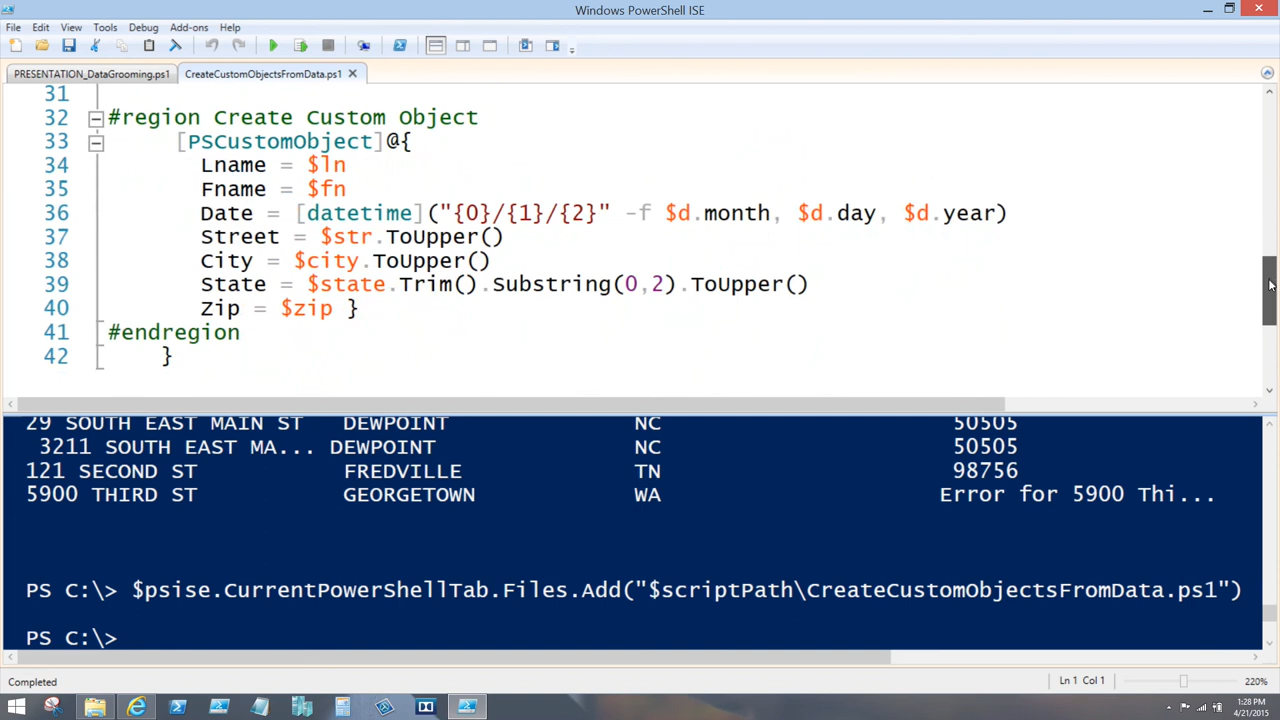 Windows PowerShell ISE
File Edit View Tools Debug Add-ons Help
PRESENTATION_DataGrooming.ps1 CreateCustomObjectsFromData.ps1
31
32 #region Create Custom Object
33 [PSCustomObject]@{
34 Lname = $ln
35 Fname = $fn
36 Date = [datetime]("{0}/{1}/{2}" -f $d.month, $d.day, $d.year)
37 Street = $str.ToUpper()
38 City = $city.ToUpper()
39 State = $state.Trim().Substring(0,2).ToUpper()
40 Zip = $zip }
41 #endregion
42 }
29 SOUTH EAST MAIN ST DEWPOINT NC 50505
3211 SOUTH EAST MA... DEWPOINT NC 50505
121 SECOND ST FREDVILLE TN 98756
5900 THIRD ST GEORGETOWN WA Error for 5900 Thi...
PS C:\> $psise.CurrentPowerShellTab.Files.Add("$scriptPath\CreateCustomObjectsFromData.ps1")
PS C:\>
Completed Ln 1 Col 1 220%
1:28 PM
4/21/2015